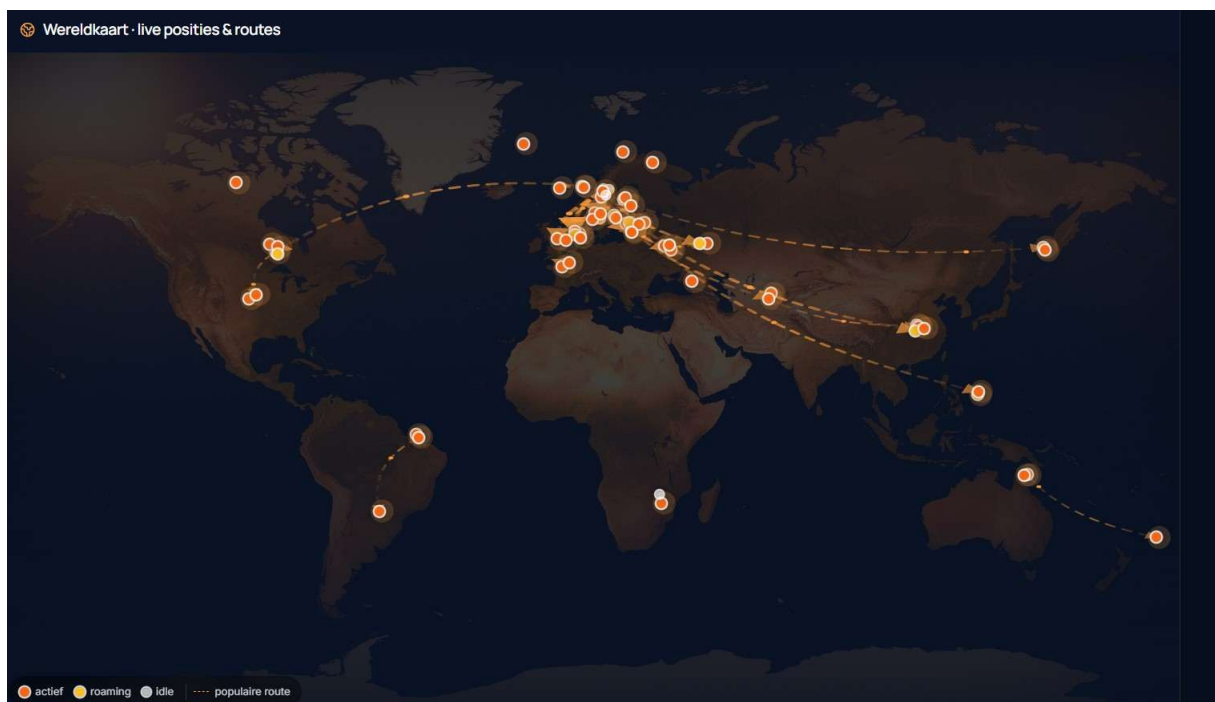 Wereldkaart · live posities & routes
actief roaming idle populaire route